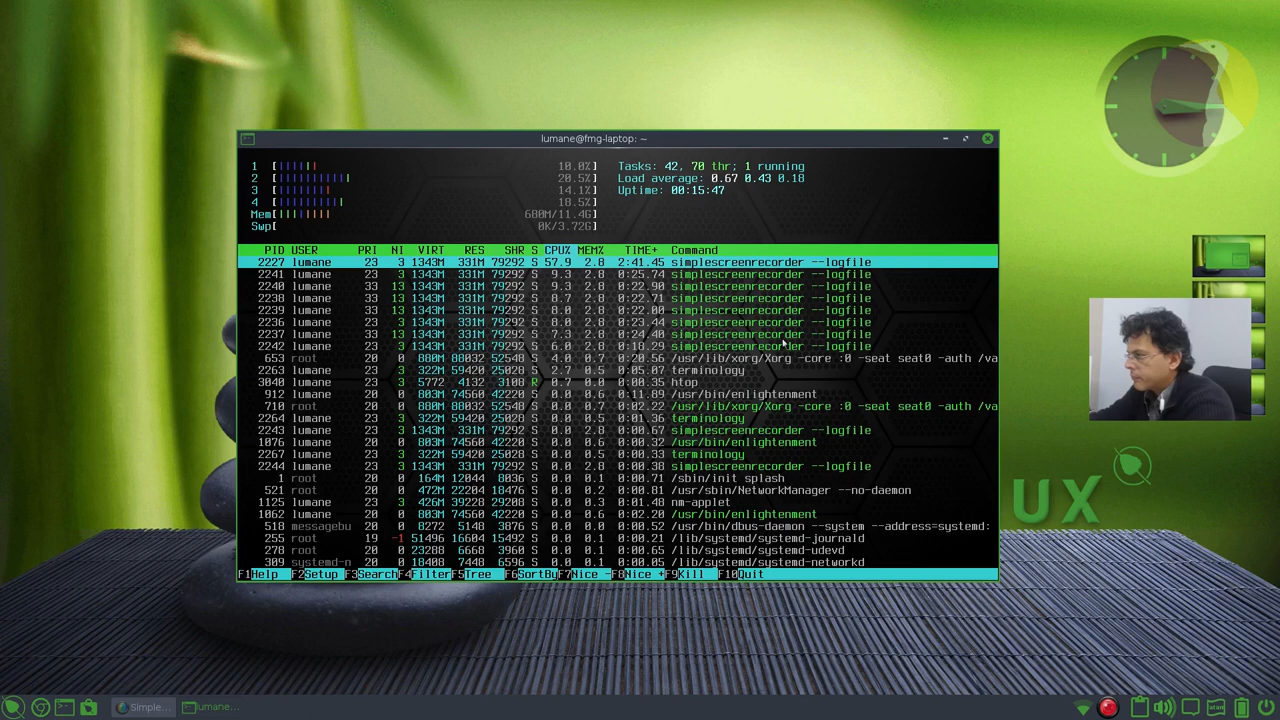 lumane@fmg-laptop: ~
1 [|||||| 10.0%] Tasks: 42, 70 thr; 1 running
2 [||||||||||| 20.5%] Load average: 0.67 0.43 0.18
3 [|||||||| 14.1%] Uptime: 00:15:47
4 [|||||||||| 18.5%]
Mem[|||||||| 680M/11.4G]
Swp[ 0K/3.72G]
PID USER PRI NI VIRT RES SHR S CPU% MEM% TIME+ Command
2227 lumane 23 3 1343M 331M 79292 S 57.9 2.8 2:41.45 simplescreenrecorder --logfile
2241 lumane 23 3 1343M 331M 79292 S 9.3 2.8 0:25.74 simplescreenrecorder --logfile
2240 lumane 33 13 1343M 331M 79292 S 9.3 2.8 0:22.90 simplescreenrecorder --logfile
2238 lumane 33 13 1343M 331M 79292 S 8.7 2.8 0:22.71 simplescreenrecorder --logfile
2239 lumane 33 13 1343M 331M 79292 S 8.0 2.8 0:22.08 simplescreenrecorder --logfile
2236 lumane 23 3 1343M 331M 79292 S 8.0 2.8 0:23.44 simplescreenrecorder --logfile
2237 lumane 33 13 1343M 331M 79292 S 8.0 2.8 simplescreenrecorder --logfile
2242 lumane 23 3 1343M 331M 79292 S 6.0 2.8 0:18.29 simplescreenrecorder --logfile
653 root 20 0 880M 88032 52548 S 4.0 0.7 0:20.56 /usr/lib/xorg/Xorg -core :0 -seat seat0 -auth /va
2263 lumane 23 3 322M 59420 25028 S 2.7 0.5 0:05.07 terminology
3040 lumane 23 3 5772 4132 3108 R 0.7 0.0 0:00.35 htop
912 lumane 20 0 803M 74560 42220 S 0.0 0.6 0:11.89 /usr/bin/enlightenment
710 root 20 0 880M 88032 52548 S 0.0 0.7 0:02.22 /usr/lib/xorg/Xorg -core :0 -seat seat0 -auth /va
2264 lumane 23 3 322M 59420 25028 S 0.0 0.5 0:01.36 terminology
2243 lumane 23 3 1343M 331M 79292 S 0.0 2.8 0:00.67 simplescreenrecorder --logfile
1076 lumane 20 0 803M 74560 42220 S 0.0 0.6 0:00.32 /usr/bin/enlightenment
2267 lumane 23 3 322M 59420 25028 S 0.0 0.5 0:00.33 terminology
2244 lumane 23 3 1343M 331M 79292 S 0.0 2.8 0:00.38 simplescreenrecorder --logfile
1 root 20 0 164M 12044 8036 S 0.0 0.1 0:00.71 /sbin/init splash
521 root 20 0 472M 22204 18476 S 0.0 0.2 0:00.81 /usr/sbin/NetworkManager --no-daemon
1125 lumane 23 3 426M 39228 29208 S 0.0 0.3 0:01.48 nm-applet
1062 lumane 20 0 803M 74560 42220 S 0.0 0.6 0:02.20 /usr/bin/enlightenment
518 messagebu 20 0 8272 5148 3876 S 0.0 0.0 0:00.52 /usr/bin/dbus-daemon --system --address=systemd:
255 root 19 -1 51496 16604 15492 S 0.0 0.1 0:00.21 /lib/systemd/systemd-journald
278 root 20 0 23288 6668 3960 S 0.0 0.1 0:00.65 /lib/systemd/systemd-udevd
309 systemd-n 20 0 18408 7448 6596 S 0.0 0.1 0:00.05 /lib/systemd/systemd-networkd
F1Help F2Setup F3SearchF4FilterF5Tree F6SortByF7Nice -F8Nice +F9Kill F10Quit
UX
Simple... lumane...